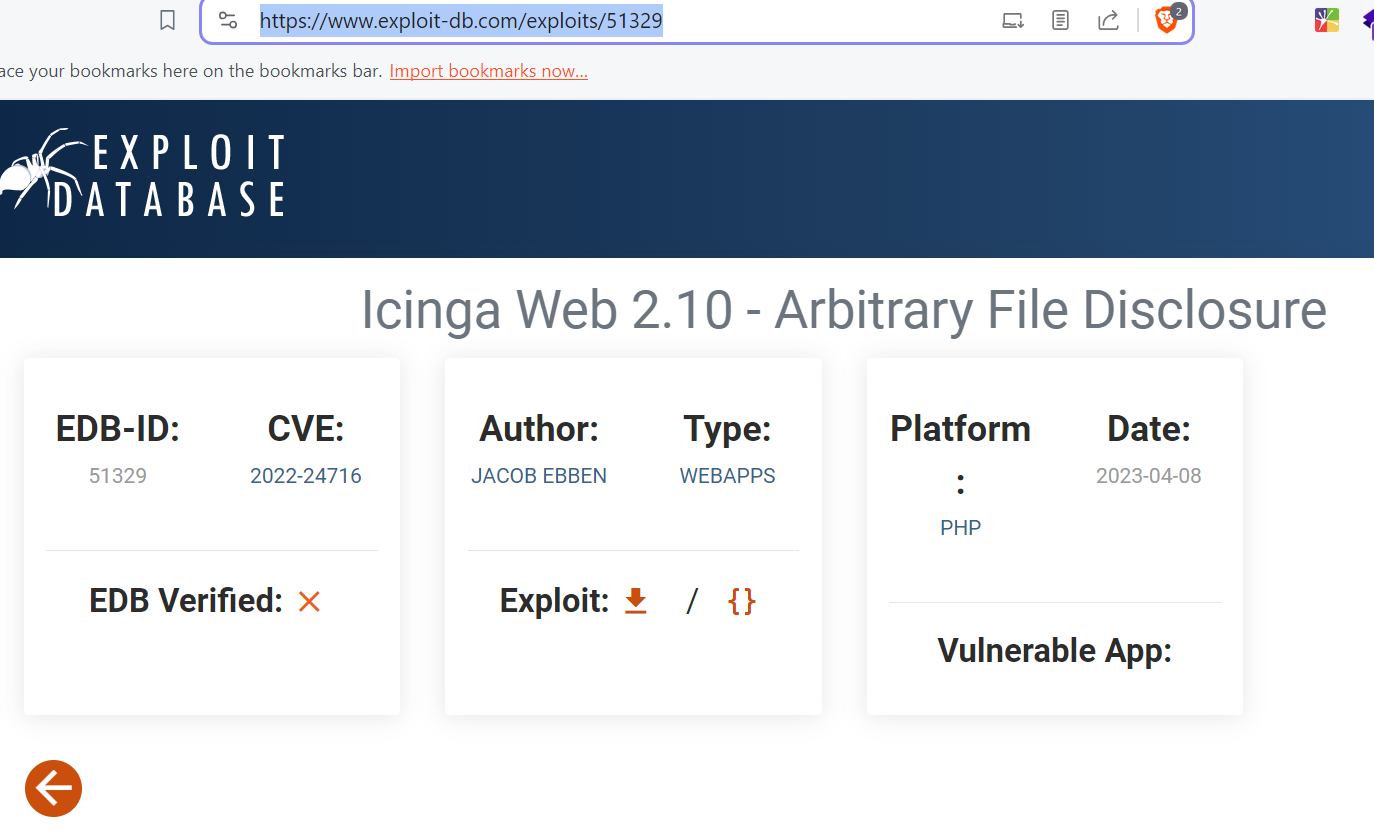 https://www.exploit-db.com/exploits/51329
2
ace your bookmarks here on the bookmarks bar. Import bookmarks now...
EXPLOIT
DATABASE
Icinga Web 2.10 - Arbitrary File Disclosure
EDB-ID:
51329
CVE:
2022-24716
EDB Verified:
Author:
JACOB EBBEN
Type:
WEBAPPS
Exploit: / {}
Platform
:
PHP
Date:
2023-04-08
Vulnerable App: